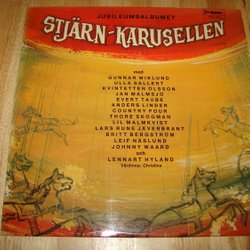 JUBILEUMSALBUMET
STJÄRN-KARUSELLEN
med
GUNNAR WIKLUND
ULLA SALLERT
KVINTETTEN OLSSON
JAN MALMSJÖ
EVERT TAUBE
ANDERS LINDER
COUNTRY FOUR
THORE SKOGMAN
LIL MALMKVIST
LARS RUNE JÄVERBRANT
BRITT BERGSTRÖM
LEIF NÄSLUND
JOHNNY WAARD
och
LENNART HYLAND
Värdinna: Christina